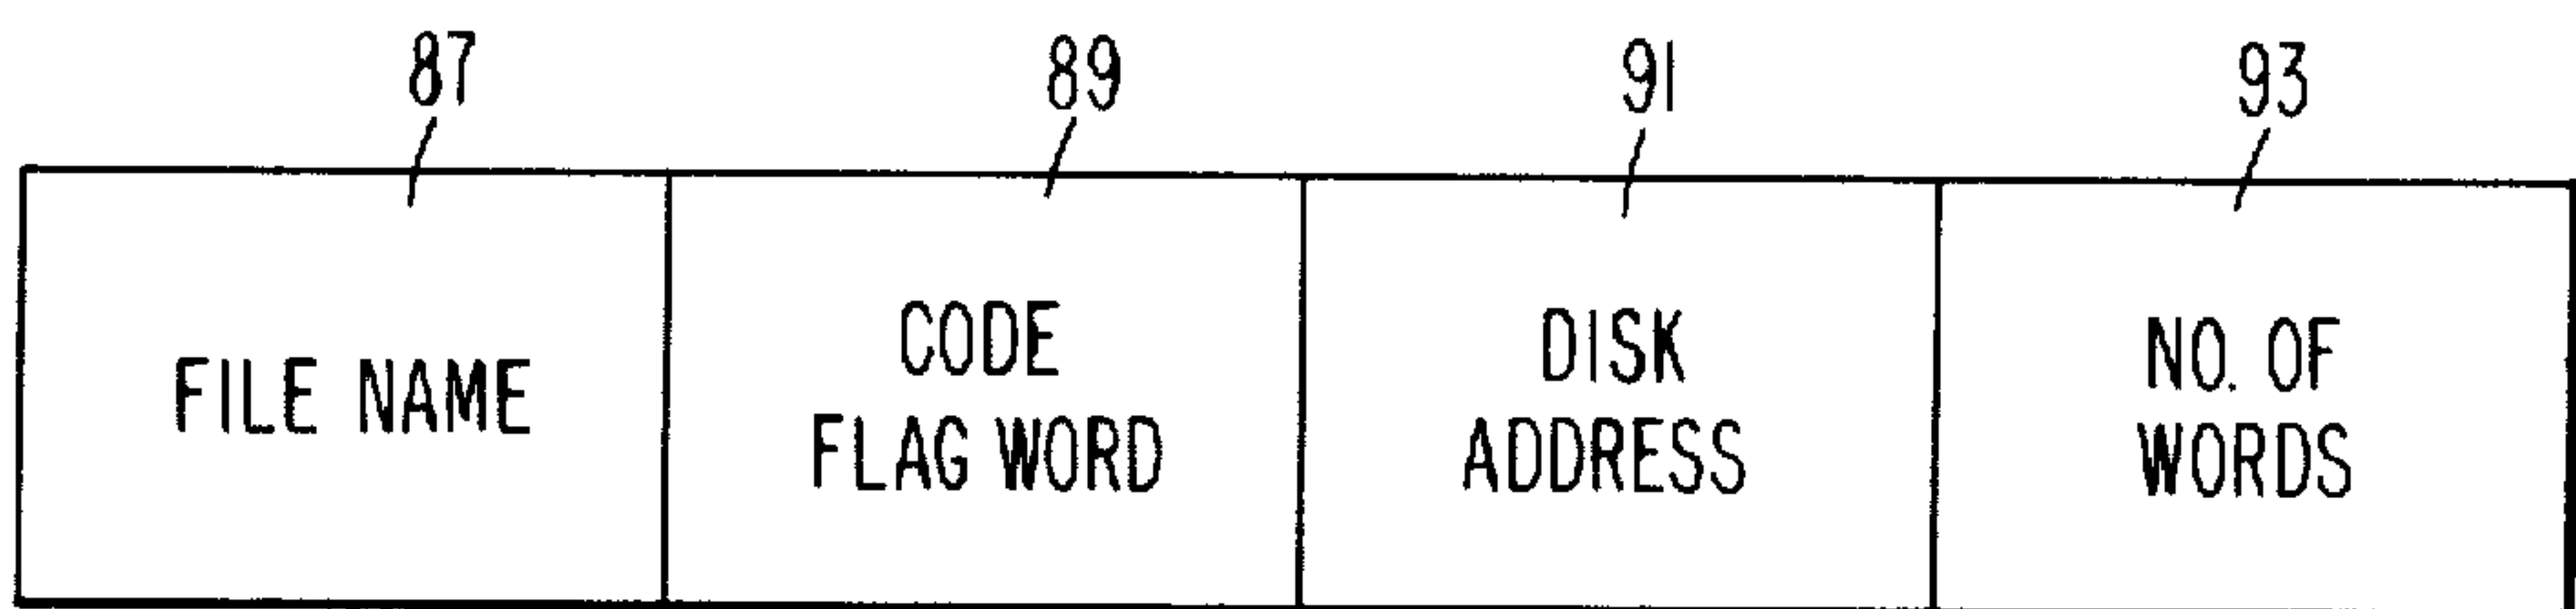 87 89 91 93
FILE NAME
CODE
FLAG WORD
DISK
ADDRESS
NO. OF
WORDS